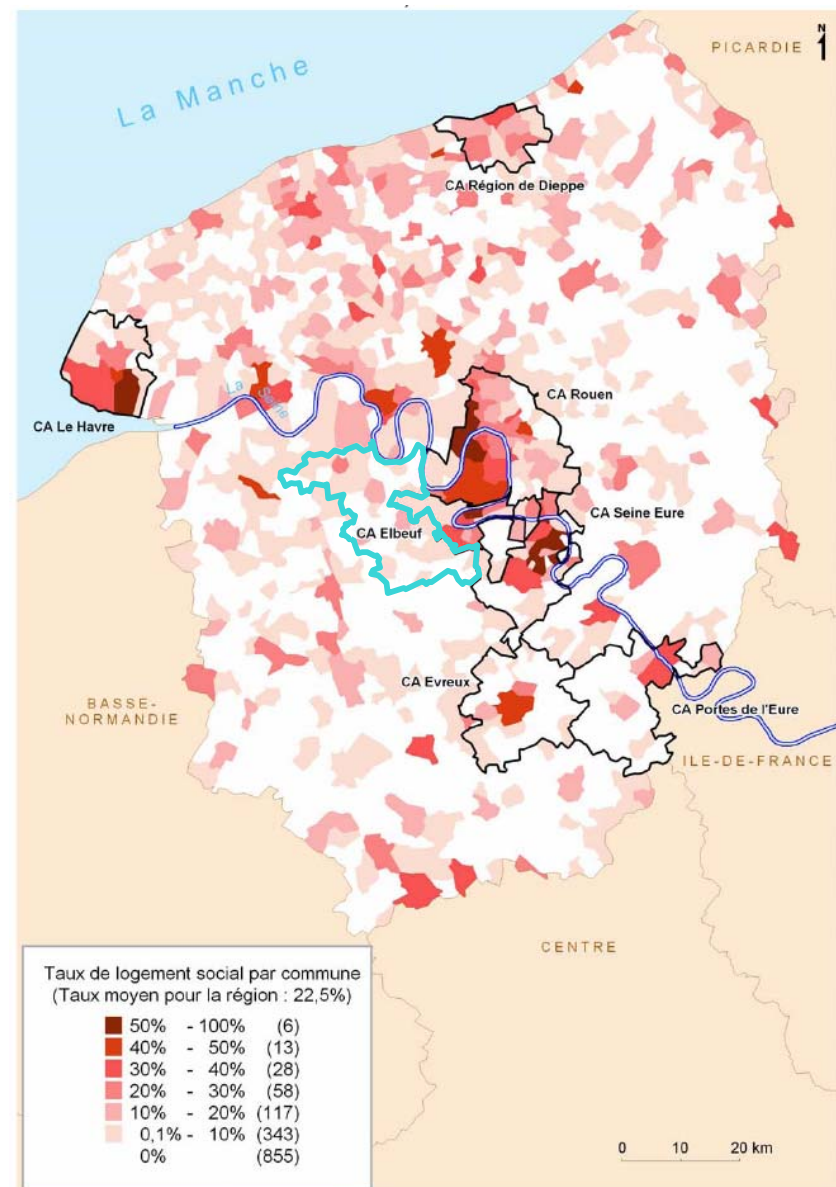 PICARDIE
N
1
La Manche
CA Région de Dieppe
CA Rouen
La Seine
CA Le Havre
CA Seine Eure
CA Elbeuf
CA Evreux
CA Portes de l'Eure
BASSE-
NORMANDIE
ILE-DE-FRANCE
CENTRE
Taux de logement social par commune
(Taux moyen pour la région : 22,5%)
50% - 100% (6)
40% - 50% (13)
30% - 40% (28)
20% - 30% (58)
10% - 20% (117)
0,1% - 10% (343)
0% (855)
0 10 20 km